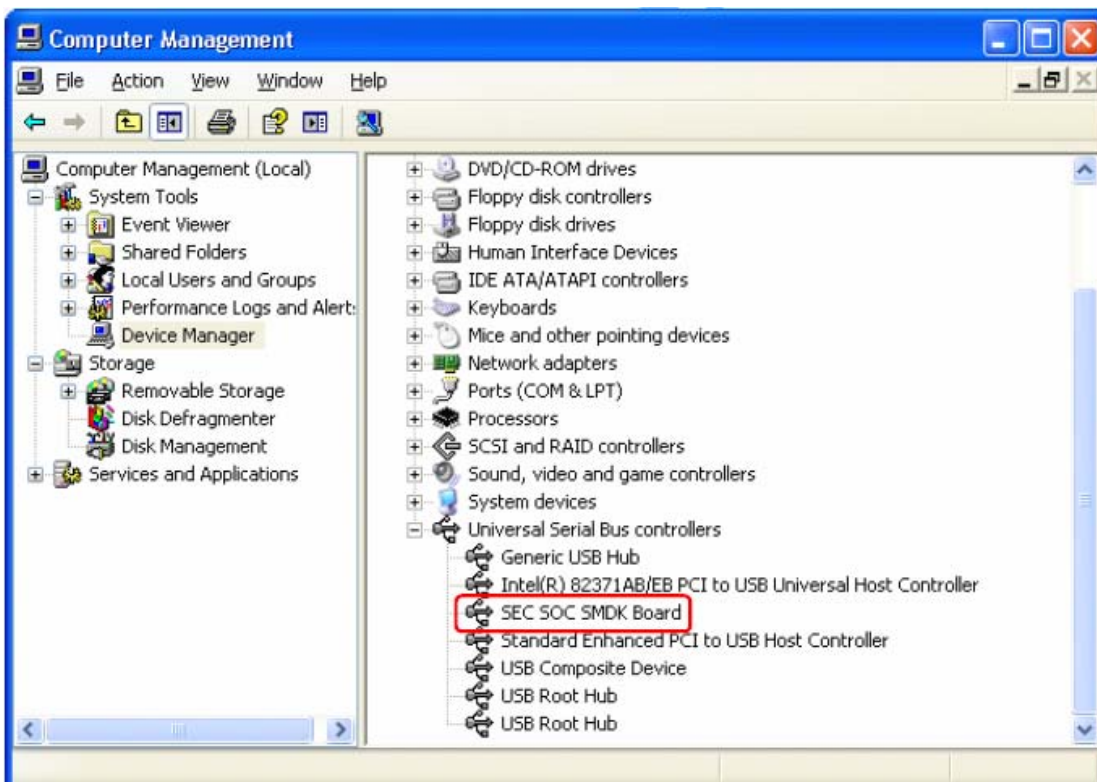 Computer Management
File Action View Window Help
Computer Management (Local)
System Tools
Event Viewer
Shared Folders
Local Users and Groups
Performance Logs and Alert
Device Manager
Storage
Removable Storage
Disk Defragmenter
Disk Management
Services and Applications
DVD/CD-ROM drives
Floppy disk controllers
Floppy disk drives
Human Interface Devices
IDE ATA/ATAPI controllers
Keyboards
Mice and other pointing devices
Network adapters
Ports (COM & LPT)
Processors
SCSI and RAID controllers
Sound, video and game controllers
System devices
Universal Serial Bus controllers
Generic USB Hub
Intel(R) 82371AB/EB PCI to USB Universal Host Controller
SEC SOC SMDK Board
Standard Enhanced PCI to USB Host Controller
USB Composite Device
USB Root Hub
USB Root Hub